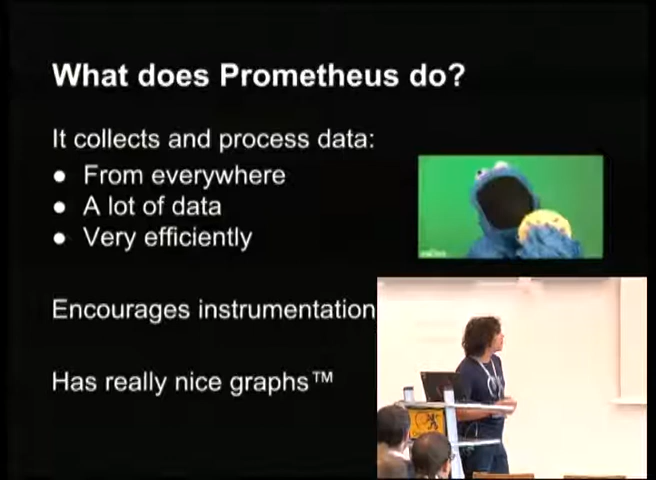 What does Prometheus do?
It collects and process data:
● From everywhere
● A lot of data
● Very efficiently
Encourages instrumentation
Has really nice graphs™